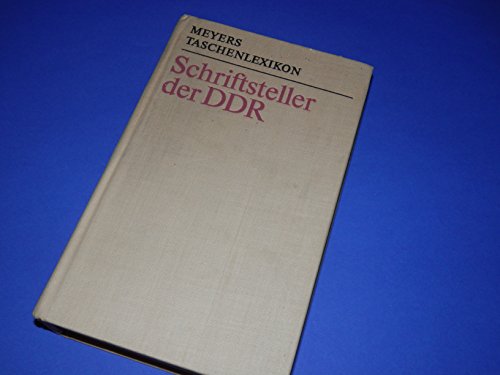 MEYERS
TASCHENLEXIKON
Schriftsteller
der DDR